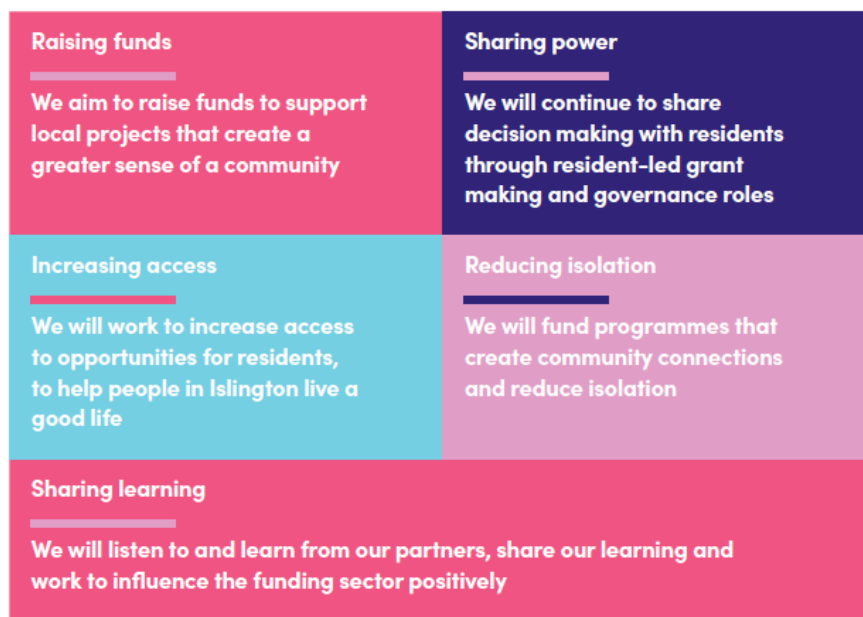 Raising funds
We aim to raise funds to support
local projects that create a
greater sense of a community
Sharing power
We will continue to share
decision making with residents
through resident-led grant
making and governance roles
Increasing access
We will work to increase access
to opportunities for residents,
to help people in Islington live a
good life
Reducing isolation
We will fund programmes that
create community connections
and reduce isolation
Sharing learning
We will listen to and learn from our partners, share our learning and
work to influence the funding sector positively